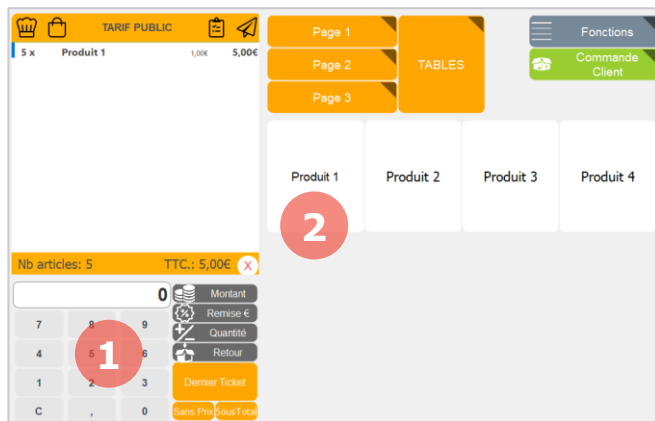 TARIF PUBLIC
5 x Produit 1 1,00€ 5,00€
Nb articles: 5 TTC.: 5,00€ X
0
Montant
Remise €
Quantité
Retour
7 8 9
4 5 6
1 2 3
C , 0
1
Dernier Ticket
Sans Prix SousTotal
Page 1
Page 2
Page 3
TABLES
Fonctions
Commande
Client
Produit 1 Produit 2 Produit 3 Produit 4
2